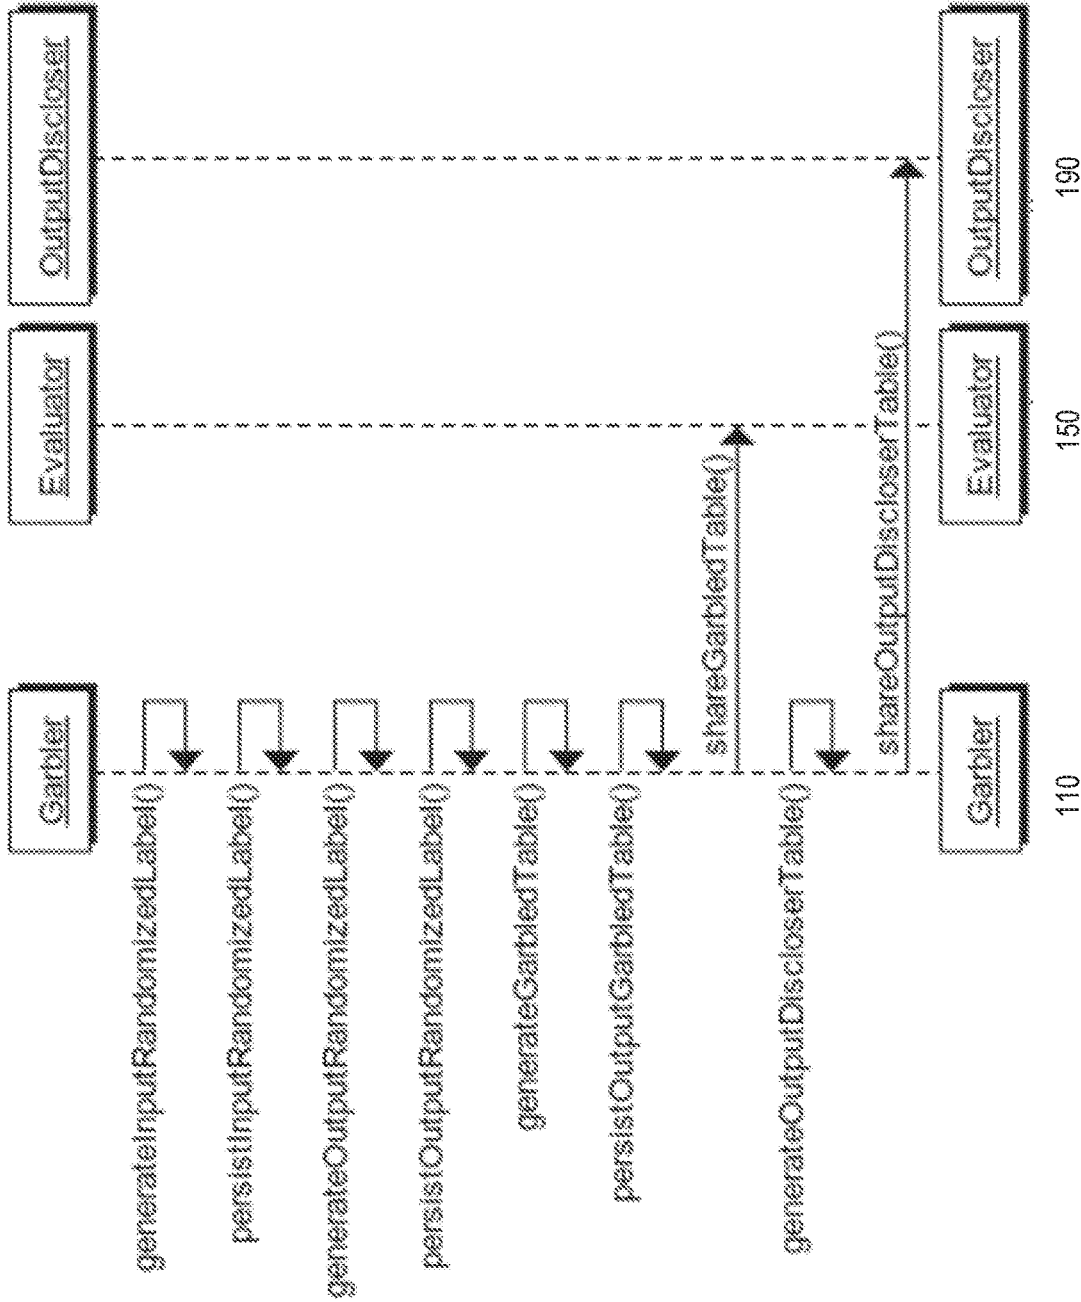 Garbler
Evaluator
OutputDiscloser
generateInputRandomizedLabel()
persistInputRandomizedLabel()
generateOutputRandomizedLabel()
persistOutputRandomizedLabel()
generateGarbledTable()
persistOutputGarbledTable()
shareGarbledTable()
generateOutputDiscloserTable()
shareOutputDiscloserTable()
Garbler
Evaluator
OutputDiscloser
110
150
190